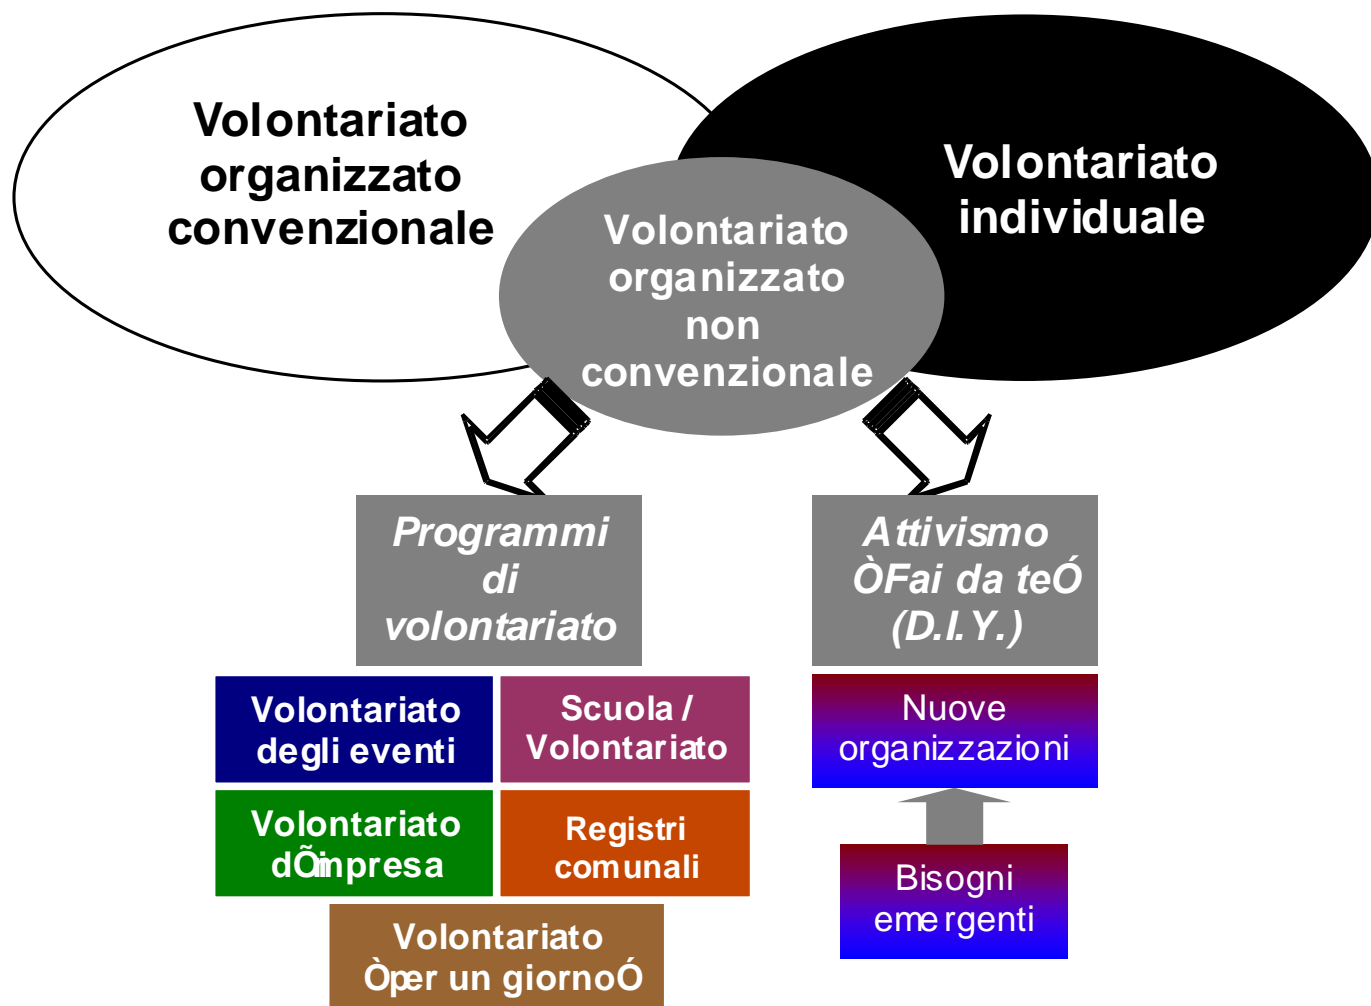 Volontariato
organizzato
convenzionale
Volontariato
individuale
Volontariato
organizzato
non
convenzionale
Programmi
di
volontariato
Attivismo
ÒFai da teÓ
(D.I.Y.)
Volontariato
degli eventi
Scuola /
Volontariato
Nuove
organizzazioni
Volontariato
dÕimpresa
Registri
comunali
Bisogni
emergenti
Volontariato
Òper un giornoÓ